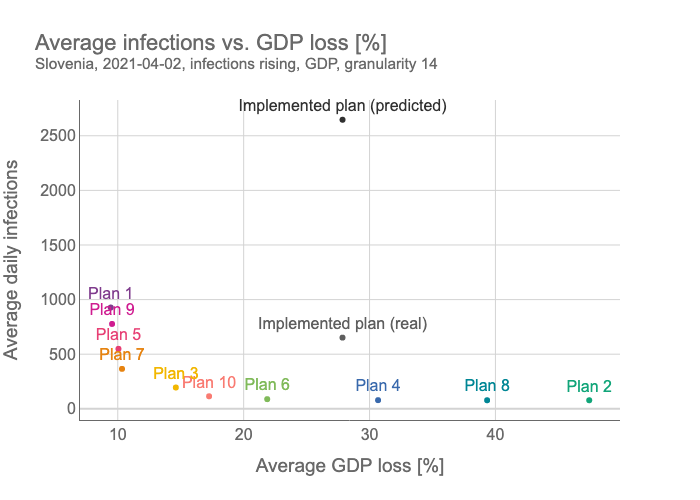 Average infections vs. GDP loss [%]
Slovenia, 2021-04-02, infections rising, GDP, granularity 14
Implemented plan (predicted)
2500
2000
1500
1000
500
0
Average daily infections
Plan 1
Plan 9
Plan 5
Plan 7
Plan 3
Plan 10
Plan 6
Implemented plan (real)
Plan 4
Plan 8
Plan 2
10
20
30
40
Average GDP loss [%]